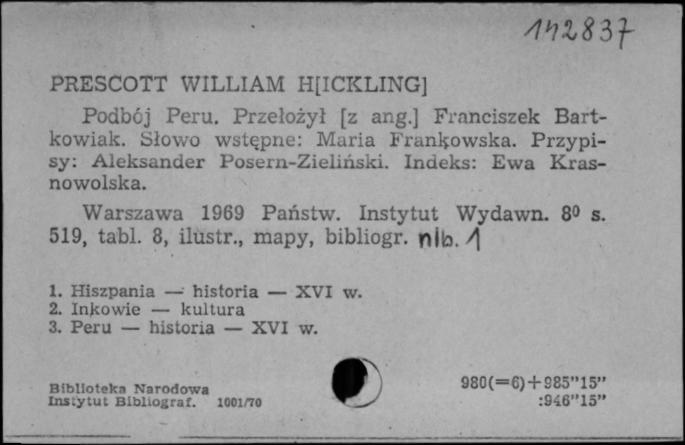 142837
PRESCOTT WILLIAM H[ICKLING]
Podbój Peru. Przełożył [z ang.] Franciszek Bart-
kowiak. Słowo wstępne: Maria Frankowska. Przypi-
sy: Aleksander Posern-Zieliński. Indeks: Ewa Kras-
nowolska.
Warszawa 1969 Państw. Instytut Wydawn. 8⁰ s.
519, tabl. 8, ilustr., mapy, bibliogr. nlb. 1
1. Hiszpania — historia — XVI w.
2. Inkowie — kultura
3. Peru — historia — XVI w.
Biblioteka Narodowa
Instytut Bibliograf. 1001/70
980(=6)+985"15"
:946"15"